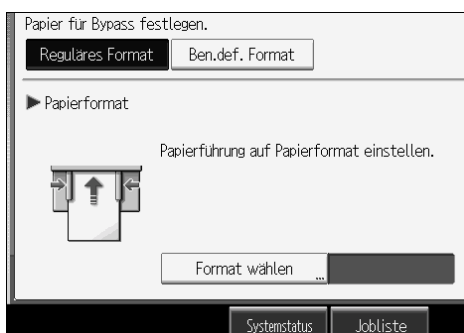 Papier für Bypass festlegen.
Reguläres Format Ben.def. Format
Papierformat
Papierführung auf Papierformat einstellen.
Format wählen
Systemstatus Jobliste